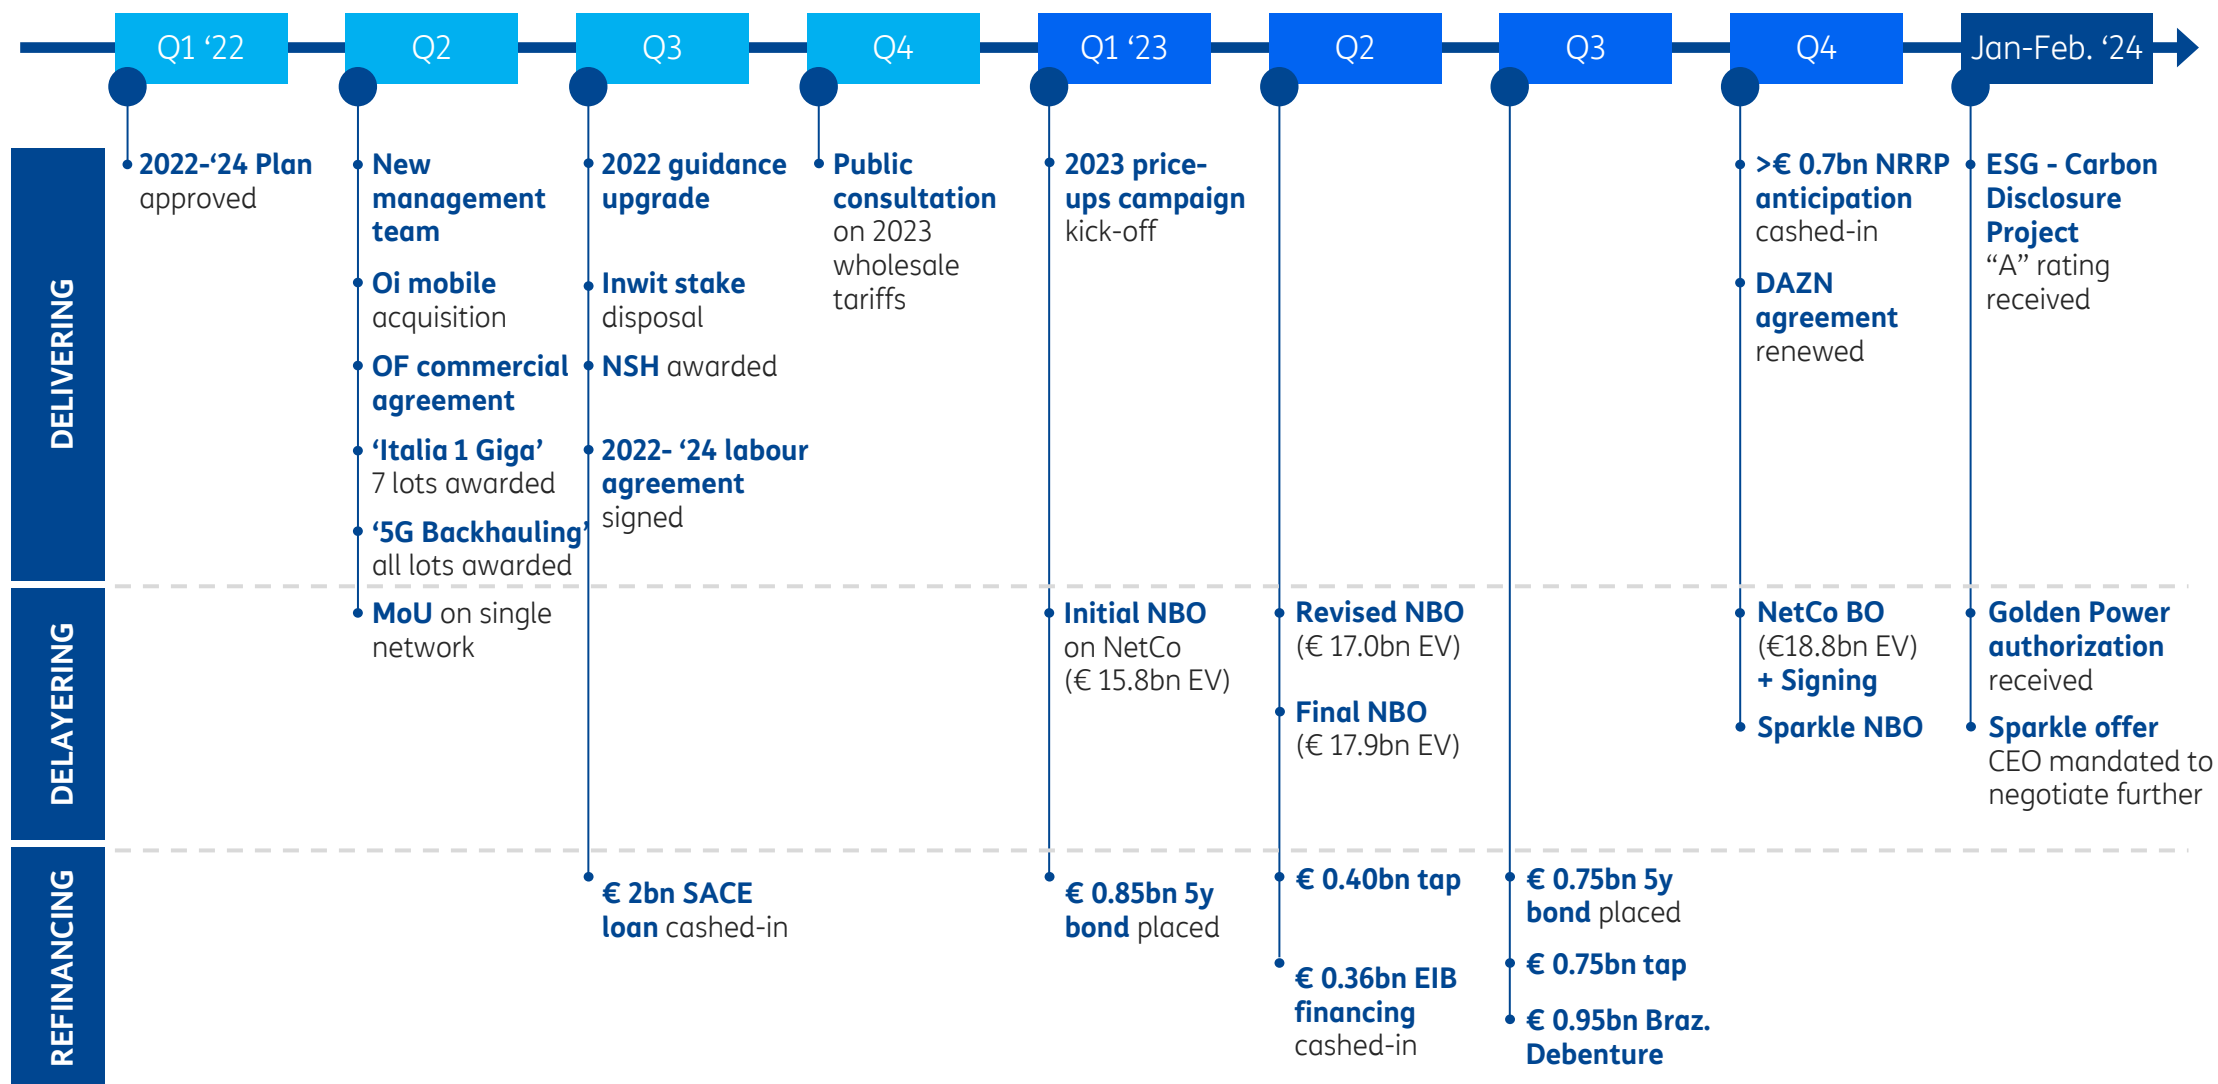 Q1 ‘22
Q2
Q3
Q4
Q1 ‘23
Q2
Q3
Q4
Jan-Feb. ‘24
DELIVERING
2022-‘24 Plan
approved
New
management
team
Oi mobile
acquisition
OF commercial
agreement
‘Italia 1 Giga’
7 lots awarded
‘5G Backhauling’
all lots awarded
2022 guidance
upgrade
Inwit stake
disposal
NSH awarded
2022- ‘24 labour
agreement
signed
Public
consultation
on 2023
wholesale
tariffs
2023 price-
ups campaign
kick-off
>€ 0.7bn NRRP
anticipation
cashed-in
DAZN
agreement
renewed
ESG - Carbon
Disclosure
Project
“A” rating
received
DELAYERING
MoU on single
network
Initial NBO
on NetCo
(€ 15.8bn EV)
Revised NBO
(€ 17.0bn EV)
Final NBO
(€ 17.9bn EV)
NetCo BO
(€18.8bn EV)
+ Signing
Sparkle NBO
Golden Power
authorization
received
Sparkle offer
CEO mandated to
negotiate further
REFINANCING
€ 2bn SACE
loan cashed-in
€ 0.85bn 5y
bond placed
€ 0.40bn tap
€ 0.36bn EIB
financing
cashed-in
€ 0.75bn 5y
bond placed
€ 0.75bn tap
€ 0.95bn Braz.
Debenture